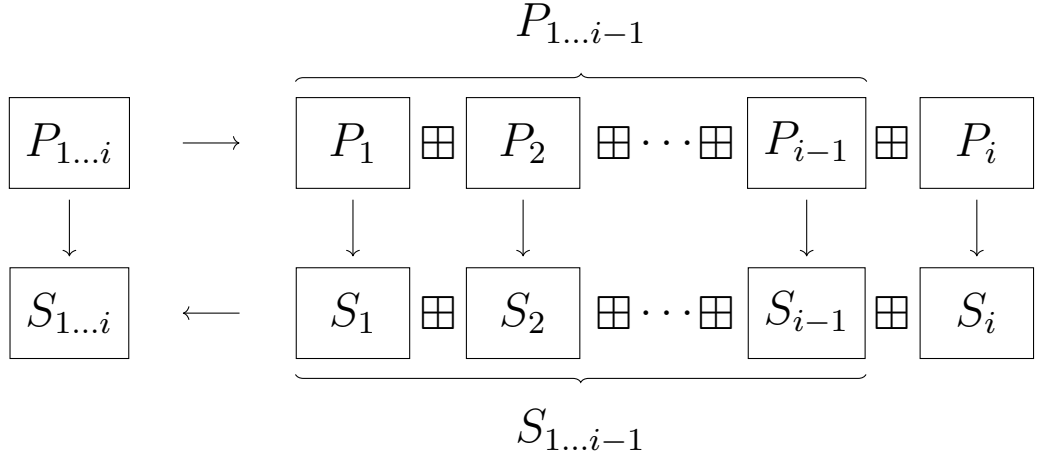 P_{1...i-1}
P_{1...i} ⟶ P_1 ⊞ P_2 ⊞ ··· ⊞ P_{i-1} ⊞ P_i
S_{1...i} ⟵ S_1 ⊞ S_2 ⊞ ··· ⊞ S_{i-1} ⊞ S_i
S_{1...i-1}